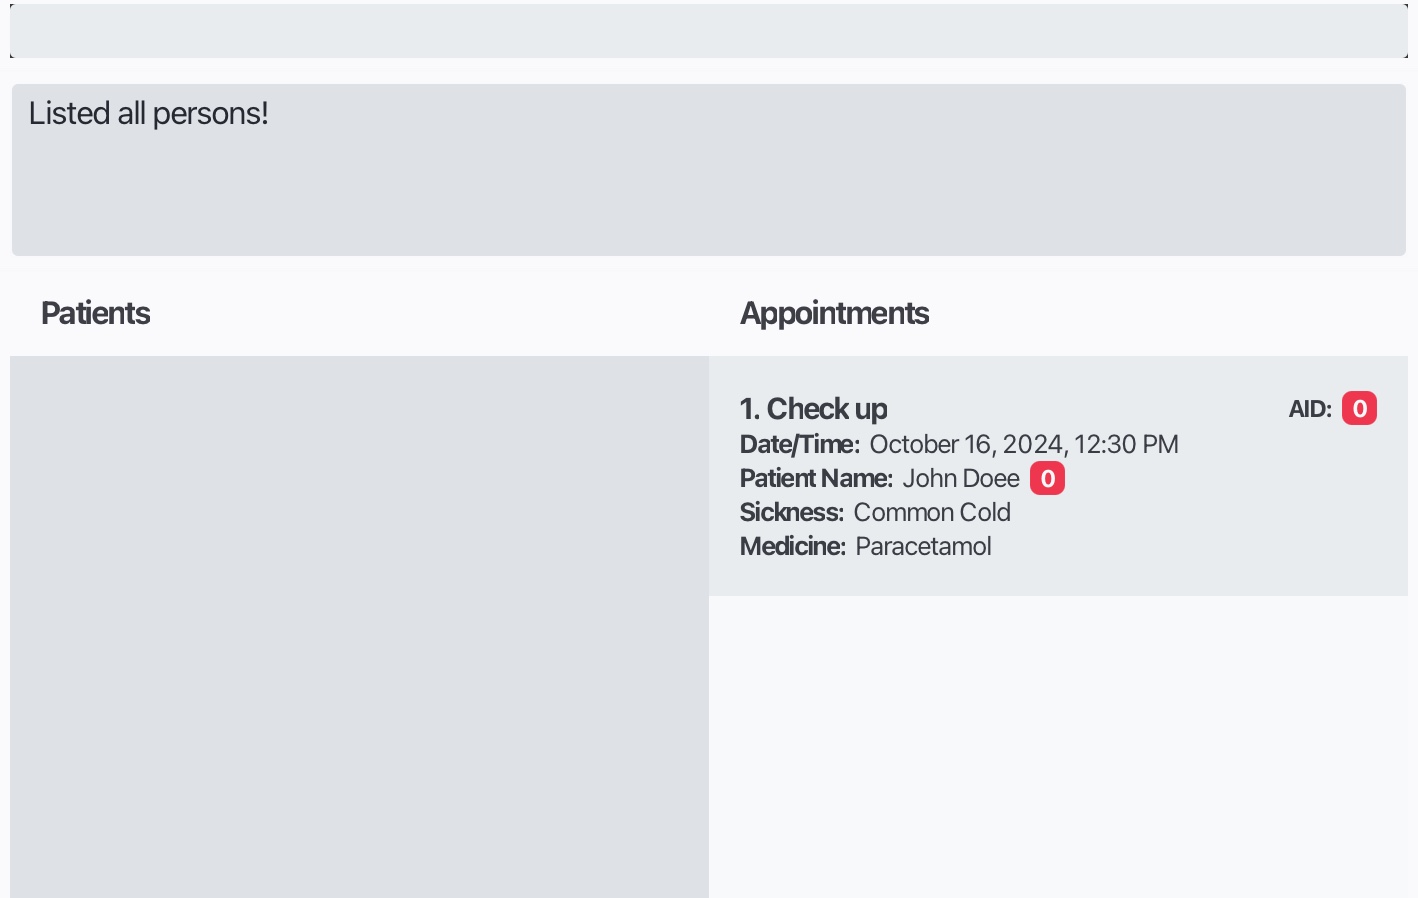 Listed all persons!
Patients
Appointments
1. Check up
AID: 0
Date/Time: October 16, 2024, 12:30 PM
Patient Name: John Doee 0
Sickness: Common Cold
Medicine: Paracetamol